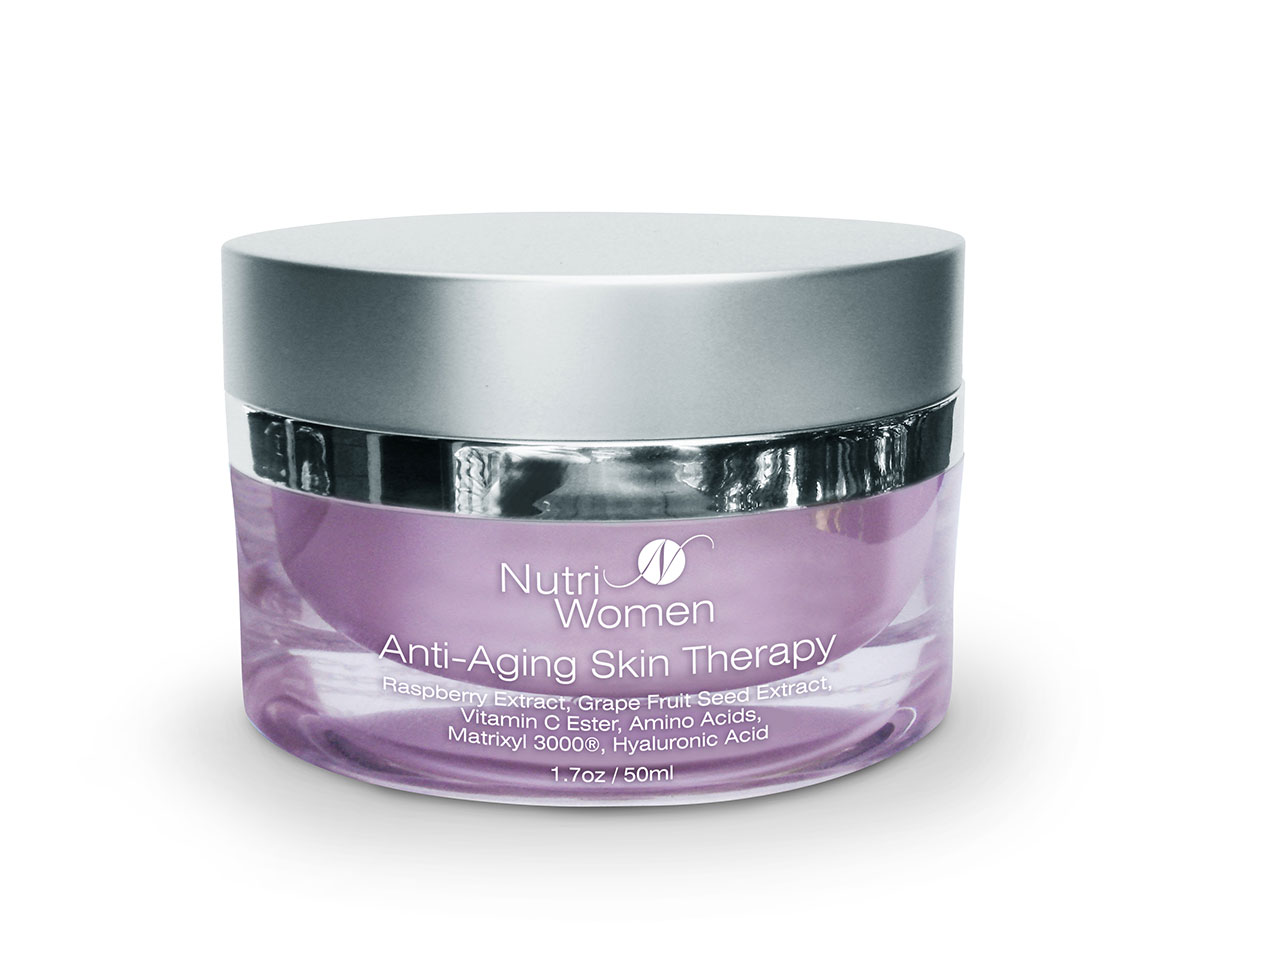 Nutri N
Women
Anti-Aging Skin Therapy
Raspberry Extract, Grape Fruit Seed Extract,
Vitamin C Ester, Amino Acids,
Matrixyl 3000®, Hyaluronic Acid
1.7oz / 50ml